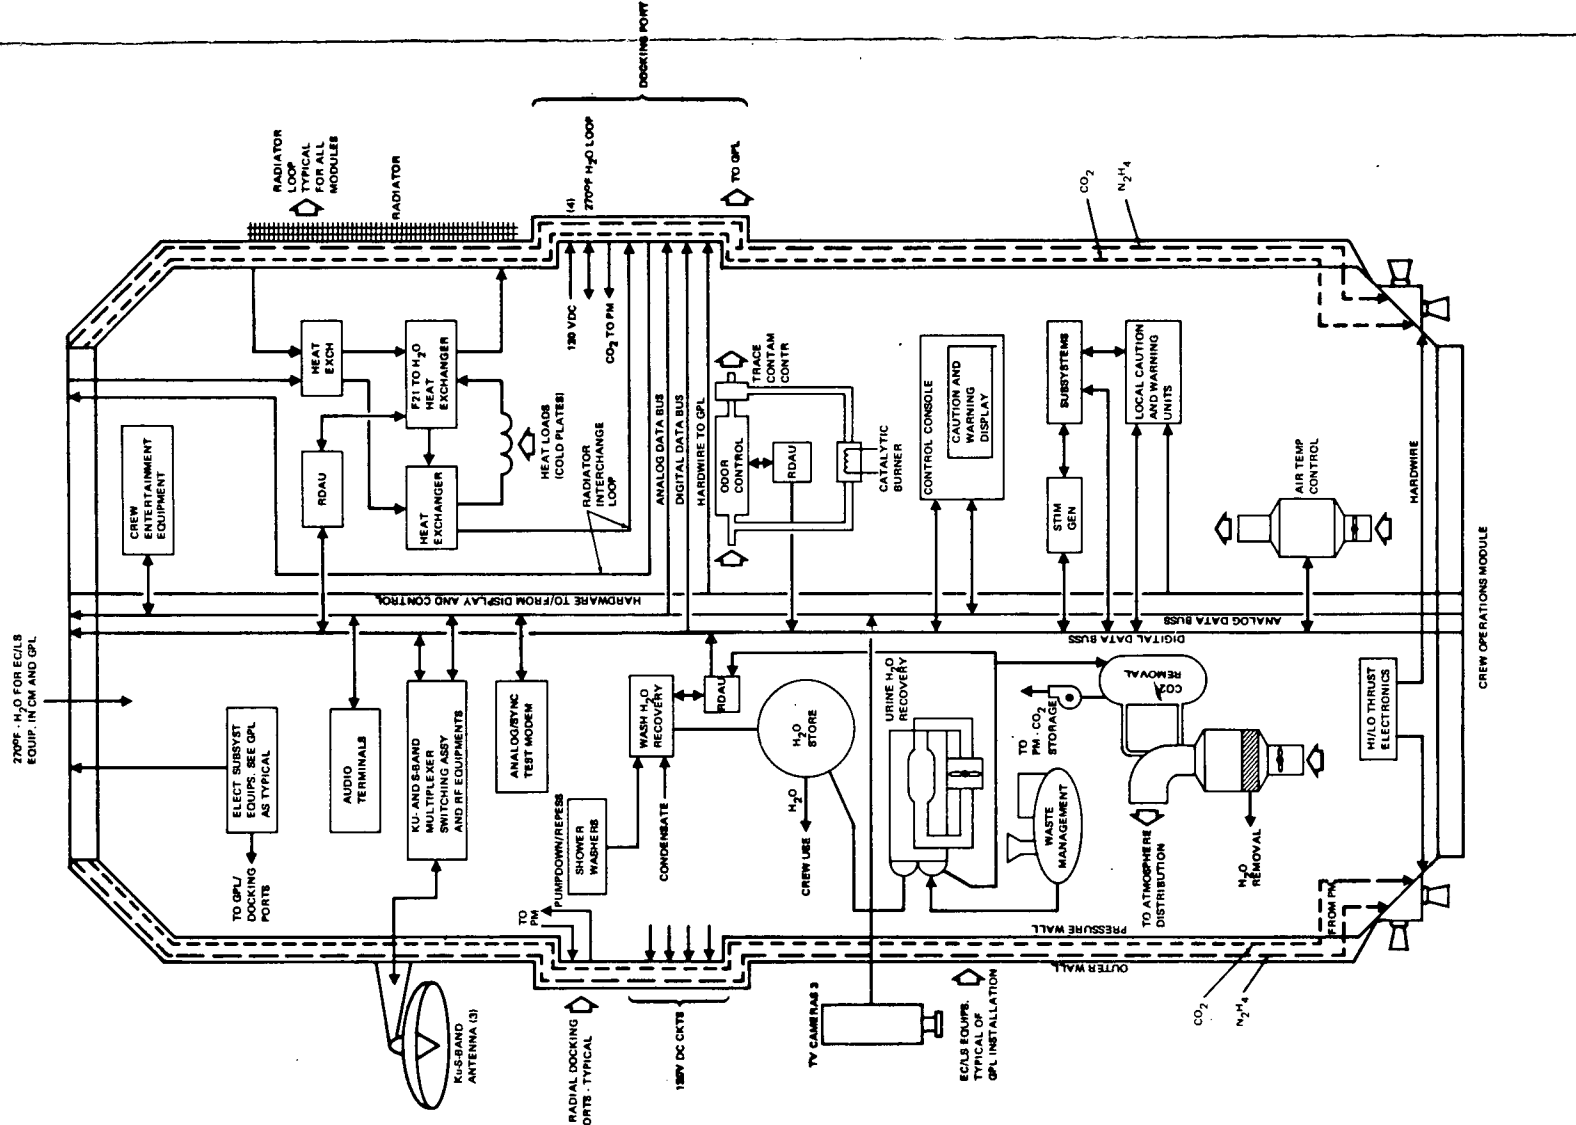 DOCKING PORT
RADIATOR
LOOP
TYPICAL
FOR ALL
MODULES
RADIATOR
(4)
270ºF H₂O LOOP
TO GPL
CO₂
N₂H₄
HEAT
EXCH
F21 TO H₂O
HEAT
EXCHANGER
120 VDC
CO₂ TO PM
TRACE
CONTAM
CONTR
CREW
ENTERTAINMENT
EQUIPMENT
RDAU
HEAT
EXCHANGER
HEAT LOADS
(COLD PLATES)
RADIATOR
INTERCHANGE
LOOP
ANALOG DATA BUS
DIGITAL DATA BUS
HARDWIRE TO GPL
ODOR
CONTROL
RDAU
CATALYTIC
BURNER
CONTROL CONSOLE
CAUTION AND
WARNING
DISPLAY
SUBSYSTEMS
LOCAL CAUTION
AND WARNING
UNITS
STIM
GEN
AIR TEMP
CONTROL
HARDWIRE
HARDWARE TO/FROM DISPLAY AND CONTROL
ANALOG DATA BUSS
DIGITAL DATA BUSS
CREW OPERATIONS MODULE
270ºF - H₂O FOR EC/LS
EQUIP. IN CM AND GPL
ELECT SUBSYST
EQUIPS. SEE GPL
AS TYPICAL
AUDIO
TERMINALS
KU- AND S-BAND
MULTIPLEXER
SWITCHING ASSY
AND RF EQUIPMENTS
ANALOG/SYNC
TEST MODEM
WASH H₂O
RECOVERY
RDAU
H₂O
STORE
URINE H₂O
RECOVERY
TO
PM - CO₂
STORAGE
CO₂
REMOVAL
HI/LO THRUST
ELECTRONICS
TO GPL/
DOCKING
PORTS
PUMPDOWN/REPESS
SHOWER
WASHERS
CONDENSATE
H₂O
CREW USE
WASTE
MANAGEMENT
TO ATMOSPHERE
DISTRIBUTION
H₂O
REMOVAL
TO
PM
PRESSURE WALL
OUTER WALL
(FROM PM)
Ku-S-BAND
ANTENNA (3)
RADIAL DOCKING
ORTS - TYPICAL
120V DC CKTS
TV CAMERAS 3
EC/LS EQUIPS.
TYPICAL OF
GPL INSTALLATION
CO₂
N₂H₄